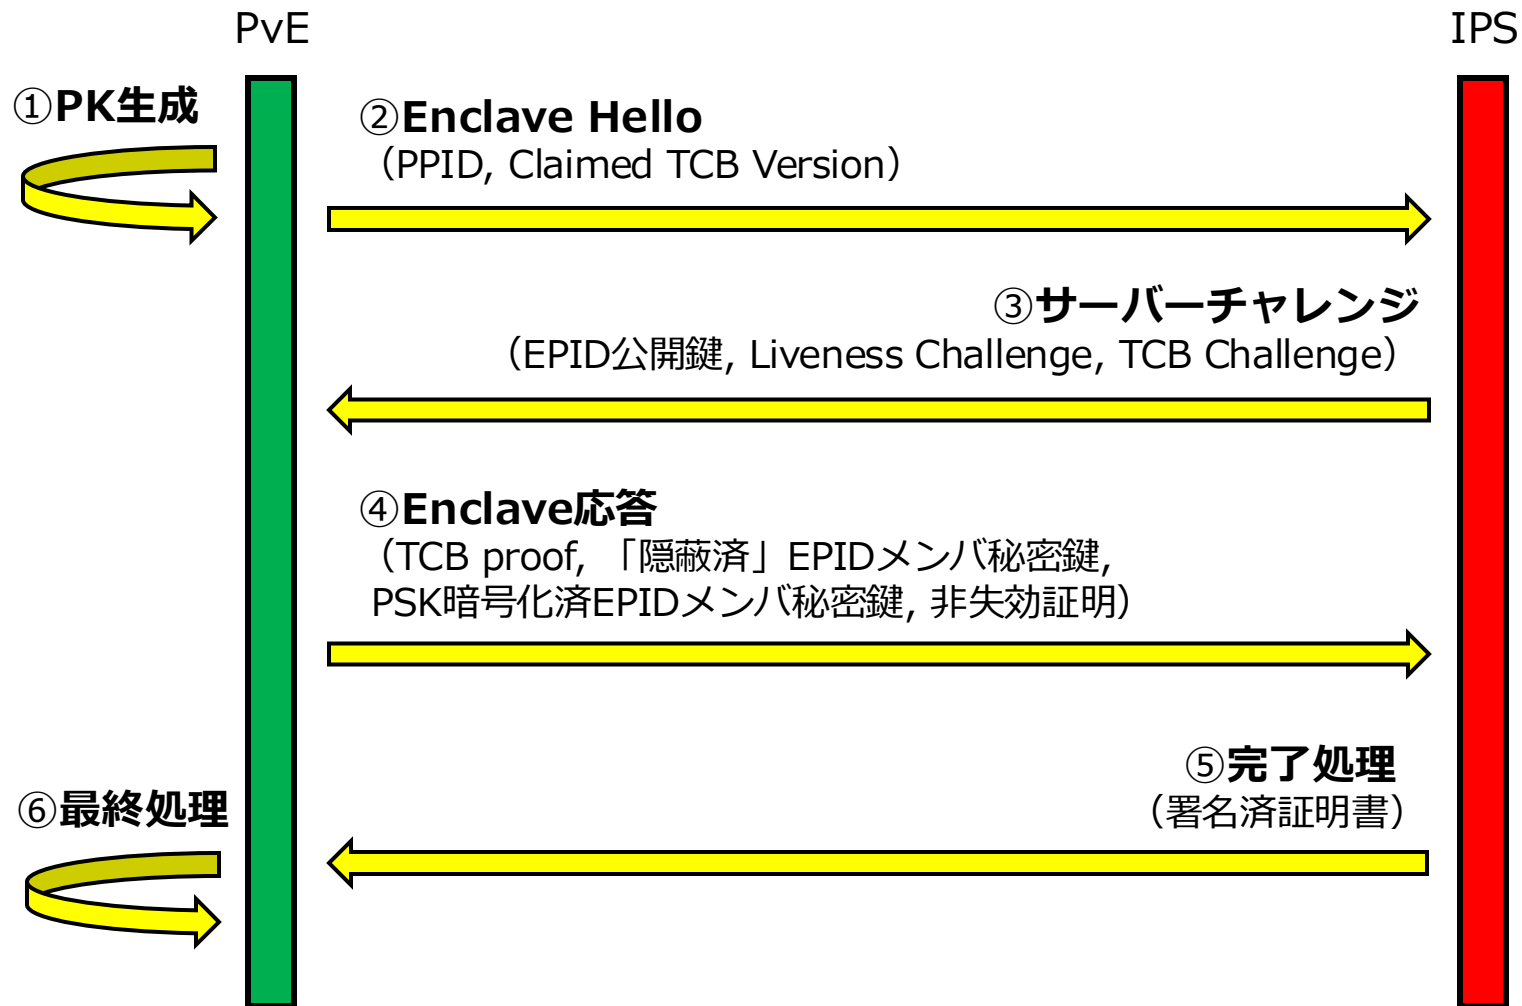 PvE
IPS
①PK生成
②Enclave Hello
（PPID, Claimed TCB Version）
③サーバーチャレンジ
（EPID公開鍵, Liveness Challenge, TCB Challenge）
④Enclave応答
（TCB proof, 「隠蔽済」EPIDメンバ秘密鍵,
PSK暗号化済EPIDメンバ秘密鍵, 非失効証明）
⑤完了処理
（署名済証明書）
⑥最終処理